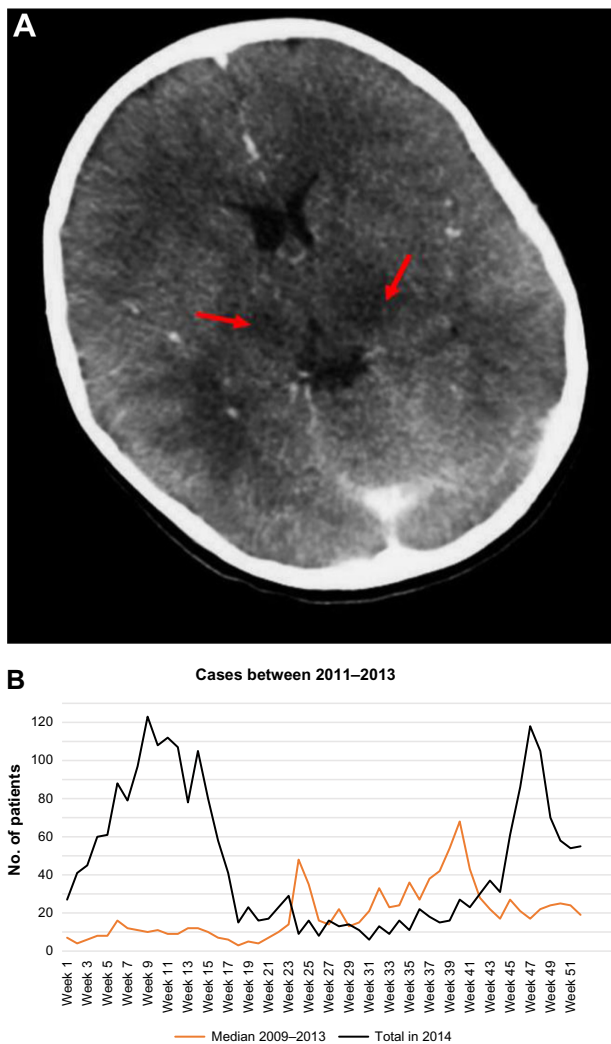 A
B
Cases between 2011–2013
No. of patients
120
100
80
60
40
20
0
Week 1
Week 3
Week 5
Week 7
Week 9
Week 11
Week 13
Week 15
Week 17
Week 19
Week 21
Week 23
Week 25
Week 27
Week 29
Week 31
Week 33
Week 35
Week 37
Week 39
Week 41
Week 43
Week 45
Week 47
Week 49
Week 51
Median 2009–2013
Total in 2014